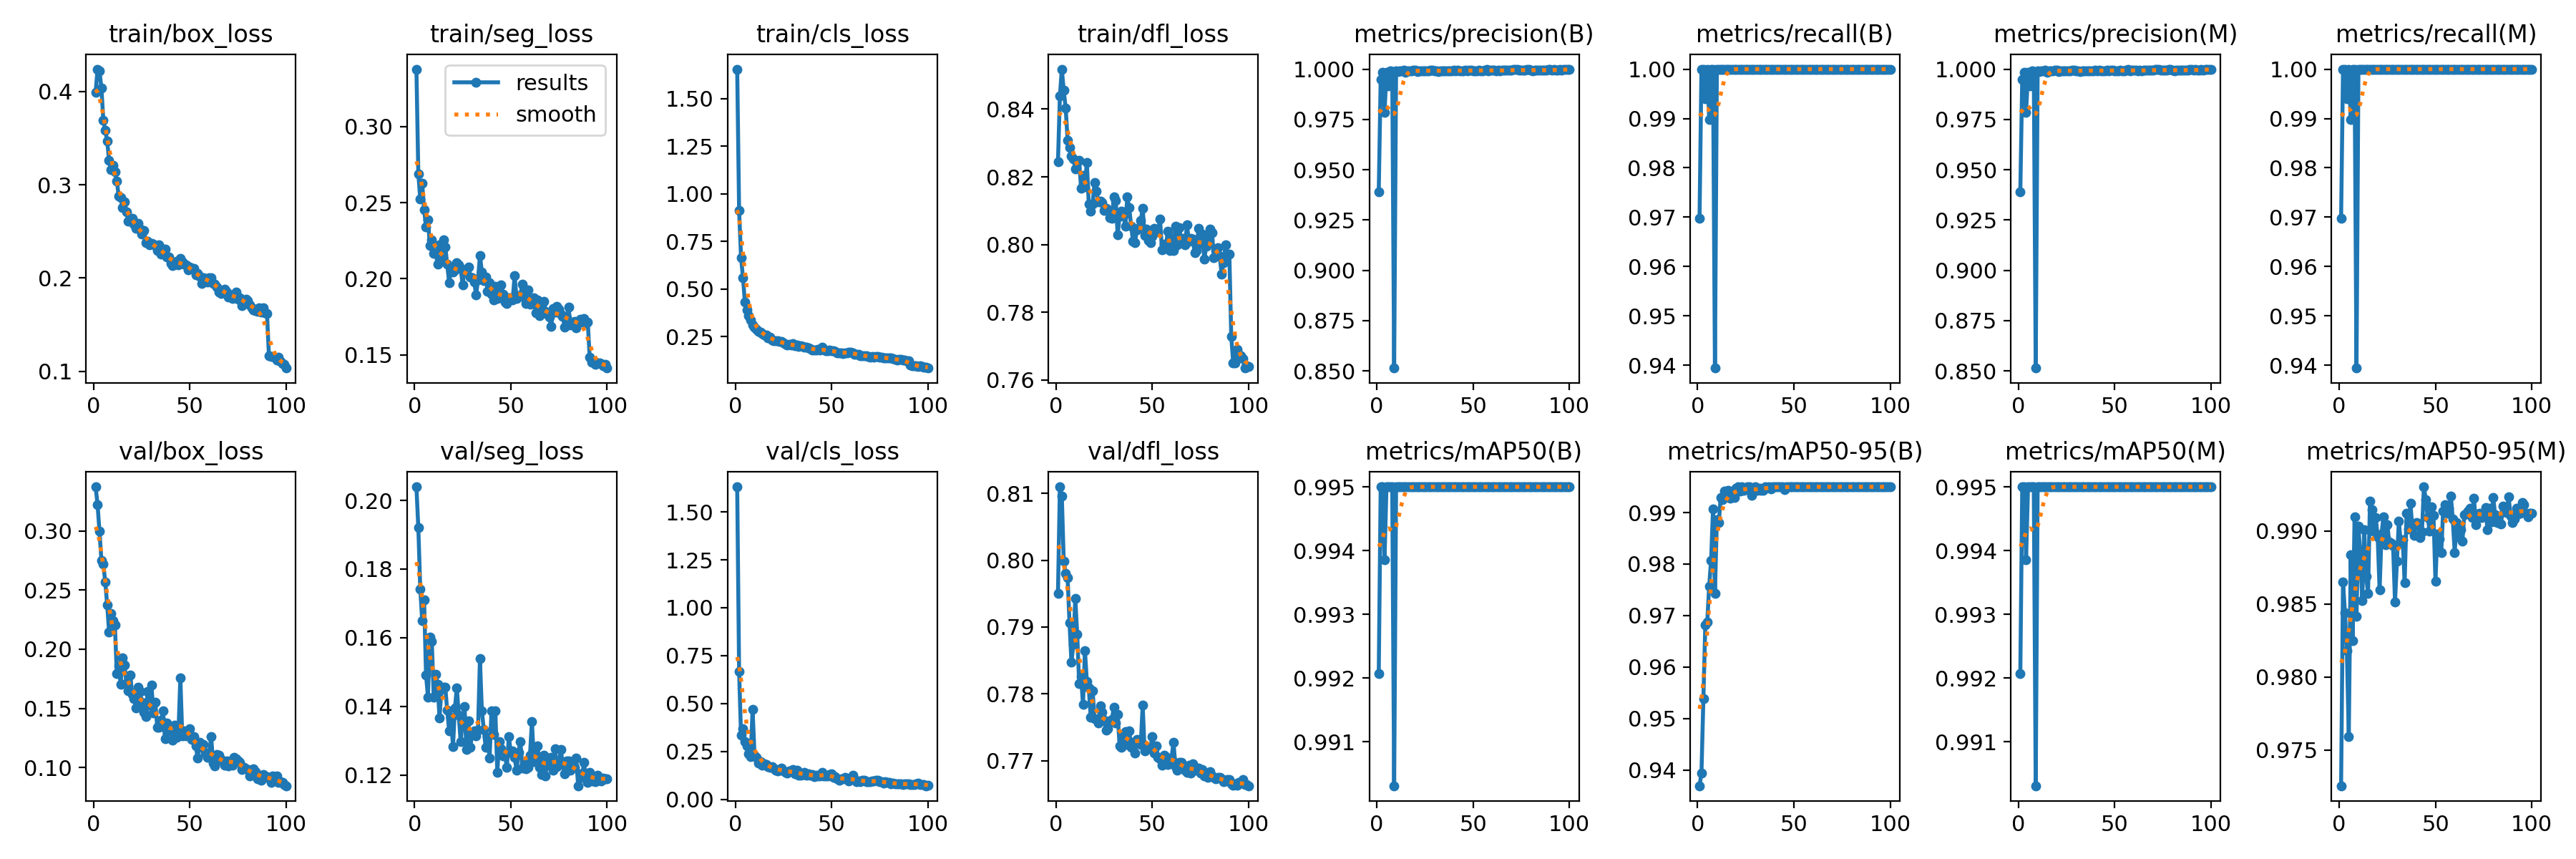 train/box_loss
0.4
0.3
0.2
0.1
0 50 100
train/seg_loss
results
smooth
0.30
0.25
0.20
0.15
0 50 100
train/cls_loss
1.50
1.25
1.00
0.75
0.50
0.25
0 50 100
train/dfl_loss
0.84
0.82
0.80
0.78
0.76
0 50 100
metrics/precision(B)
1.000
0.975
0.950
0.925
0.900
0.875
0.850
0 50 100
metrics/recall(B)
1.00
0.99
0.98
0.97
0.96
0.95
0.94
0 50 100
metrics/precision(M)
1.000
0.975
0.950
0.925
0.900
0.875
0.850
0 50 100
metrics/recall(M)
1.00
0.99
0.98
0.97
0.96
0.95
0.94
0 50 100
val/box_loss
0.30
0.25
0.20
0.15
0.10
0 50 100
val/seg_loss
0.20
0.18
0.16
0.14
0.12
0 50 100
val/cls_loss
1.50
1.25
1.00
0.75
0.50
0.25
0.00
0 50 100
val/dfl_loss
0.81
0.80
0.79
0.78
0.77
0 50 100
metrics/mAP50(B)
0.995
0.994
0.993
0.992
0.991
0 50 100
metrics/mAP50-95(B)
0.99
0.98
0.97
0.96
0.95
0.94
0 50 100
metrics/mAP50(M)
0.995
0.994
0.993
0.992
0.991
0 50 100
metrics/mAP50-95(M)
0.990
0.985
0.980
0.975
0 50 100